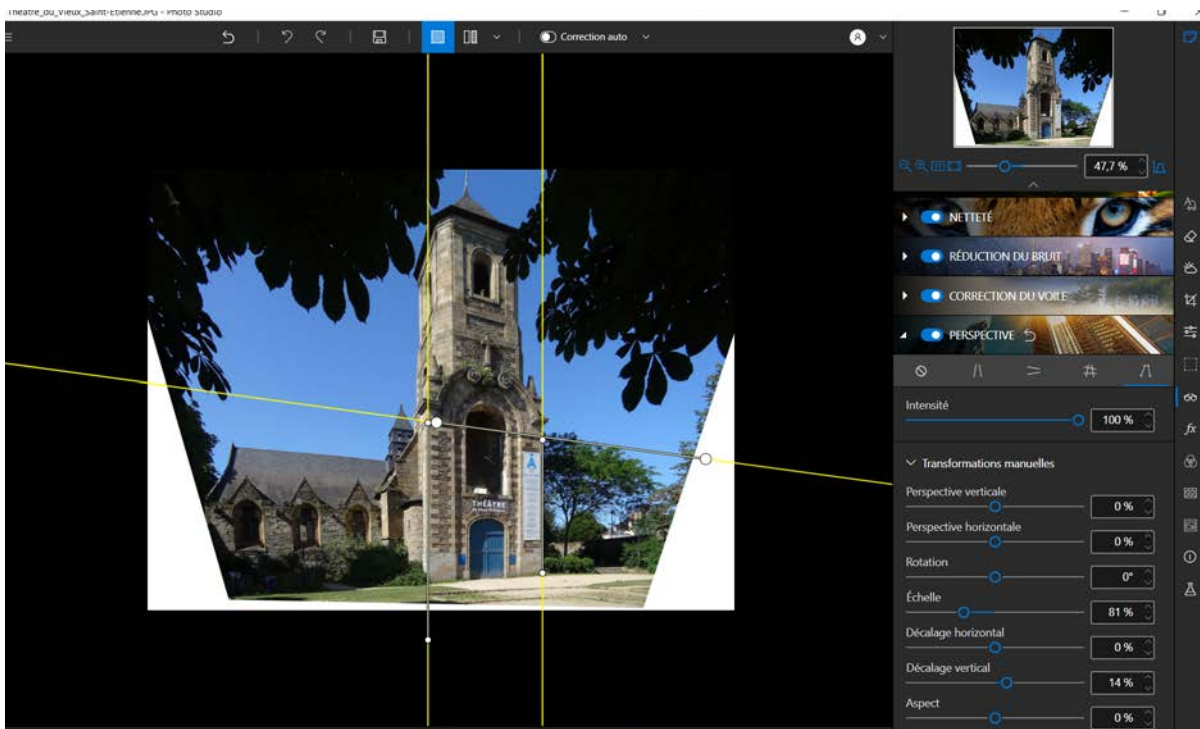 Theatre_du_Vieux_Saint-Etienne.JPG - Photo Studio
Correction auto
47,7 %
NETTETÉ
RÉDUCTION DU BRUIT
CORRECTION DU VOILE
PERSPECTIVE
Intensité
100 %
Transformations manuelles
Perspective verticale
0 %
Perspective horizontale
0 %
Rotation
0°
Échelle
81 %
Décalage horizontal
0 %
Décalage vertical
14 %
Aspect
0 %
fx
THÉÂTRE